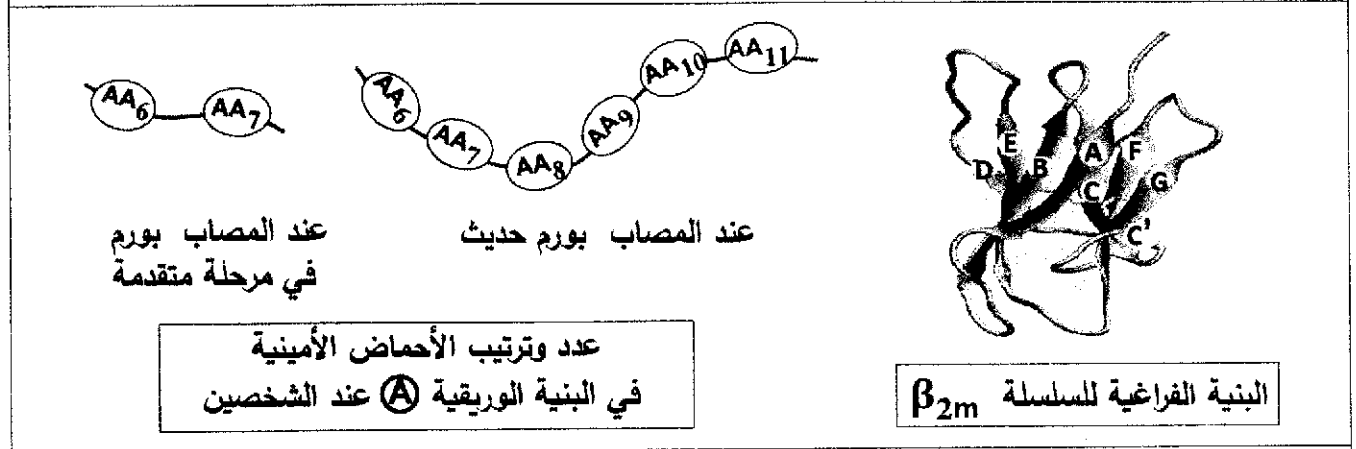 AA6 AA7
AA6 AA7 AA8 AA9 AA10 AA11
E
D B A F
C G
C'
عند المصاب بورم
في مرحلة متقدمة
عند المصاب بورم حديث
عدد وترتيب الأحماض الأمينية
في البنية الوريقية Ⓐ عند الشخصين
البنية الفراغية للسلسلة β2m